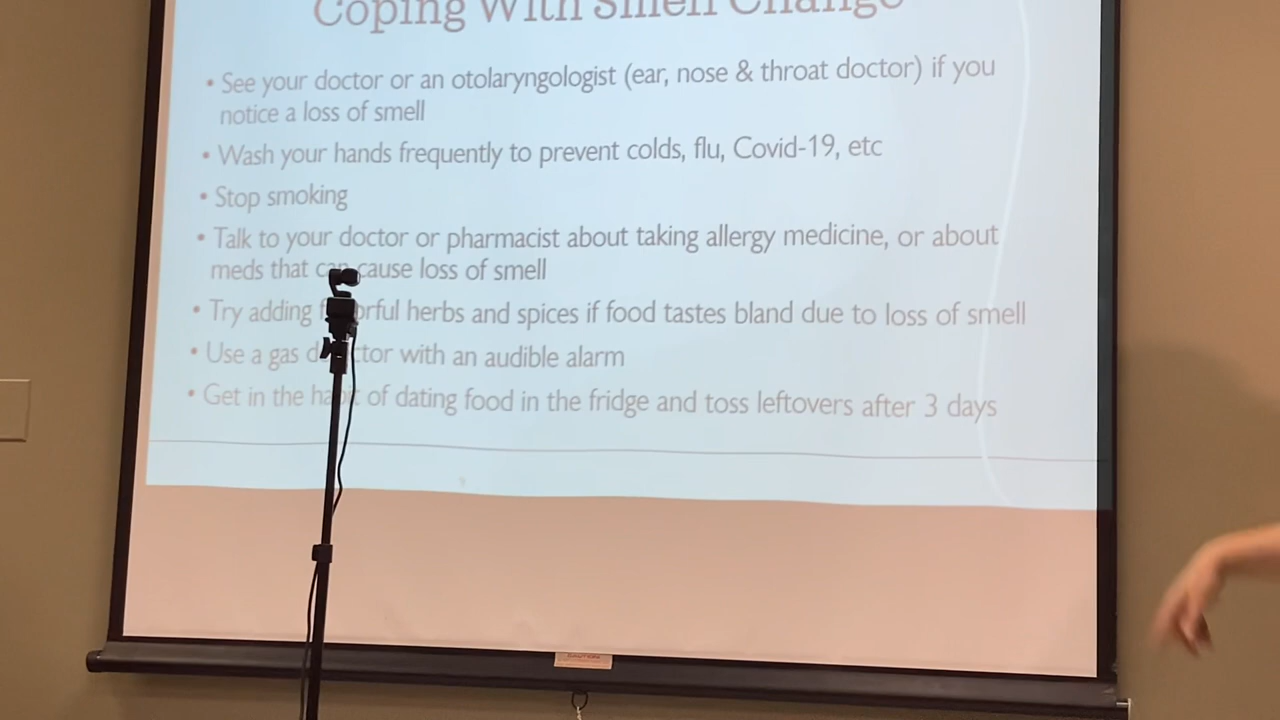 Coping With Smell Change
• See your doctor or an otolaryngologist (ear, nose & throat doctor) if you
notice a loss of smell
• Wash your hands frequently to prevent colds, flu, Covid-19, etc
• Stop smoking
• Talk to your doctor or pharmacist about taking allergy medicine, or about
meds that can cause loss of smell
• Try adding flavorful herbs and spices if food tastes bland due to loss of smell
• Use a gas detector with an audible alarm
• Get in the habit of dating food in the fridge and toss leftovers after 3 days